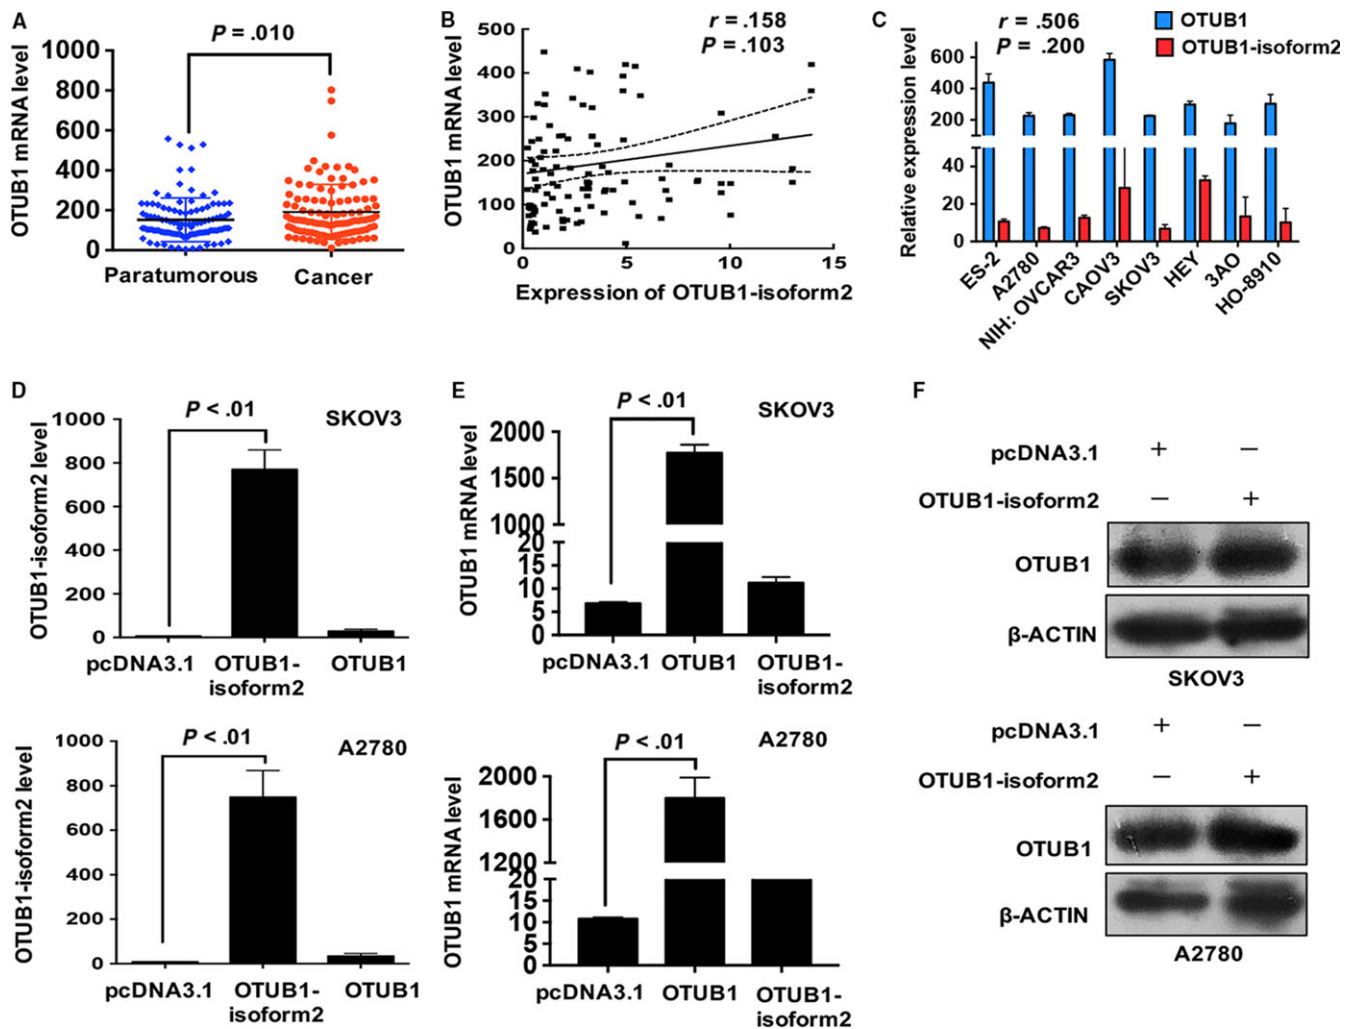 A
P = .010
OTUB1 mRNA level
1000
800
600
400
200
0
Paratumorous
Cancer
B
r = .158
P = .103
OTUB1 mRNA level
500
400
300
200
100
0
0
5
10
15
Expression of OTUB1-isoform2
C
r = .506
P = .200
OTUB1
OTUB1-isoform2
Relative expression level
600
400
200
40
20
0
ES-2
A2780
NIH: OVCAR3
CAOV3
SKOV3
HEY
3AO
HO-8910
D
P < .01
SKOV3
OTUB1-isoform2 level
1000
800
600
400
200
0
pcDNA3.1
OTUB1-
isoform2
OTUB1
P < .01
A2780
OTUB1-isoform2 level
1000
800
600
400
200
0
pcDNA3.1
OTUB1-
isoform2
OTUB1
E
P < .01
SKOV3
OTUB1 mRNA level
2000
1500
1000
20
15
10
5
0
pcDNA3.1
OTUB1
OTUB1-
isoform2
P < .01
A2780
OTUB1 mRNA level
2000
1600
1200
20
15
10
5
0
pcDNA3.1
OTUB1
OTUB1-
isoform2
F
pcDNA3.1 + −
OTUB1-isoform2 − +
OTUB1
β-ACTIN
SKOV3
pcDNA3.1 + −
OTUB1-isoform2 − +
OTUB1
β-ACTIN
A2780